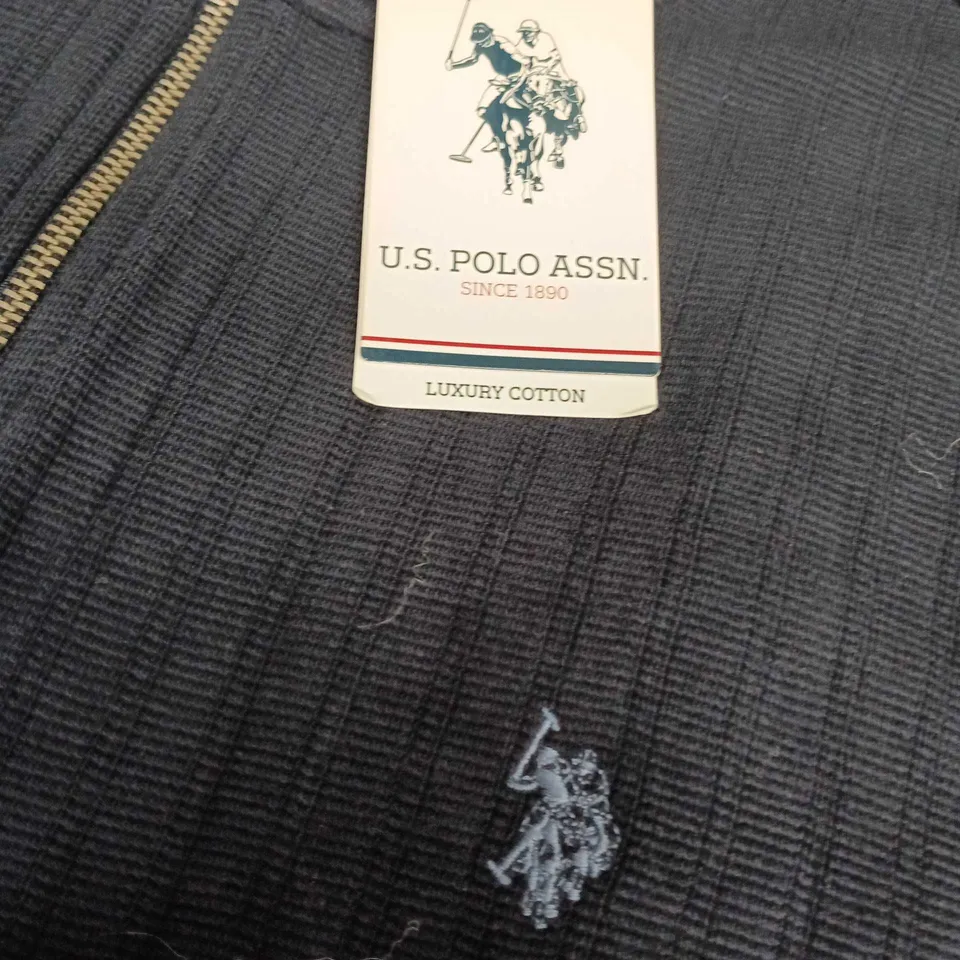 U.S. POLO ASSN.
SINCE 1890
LUXURY COTTON